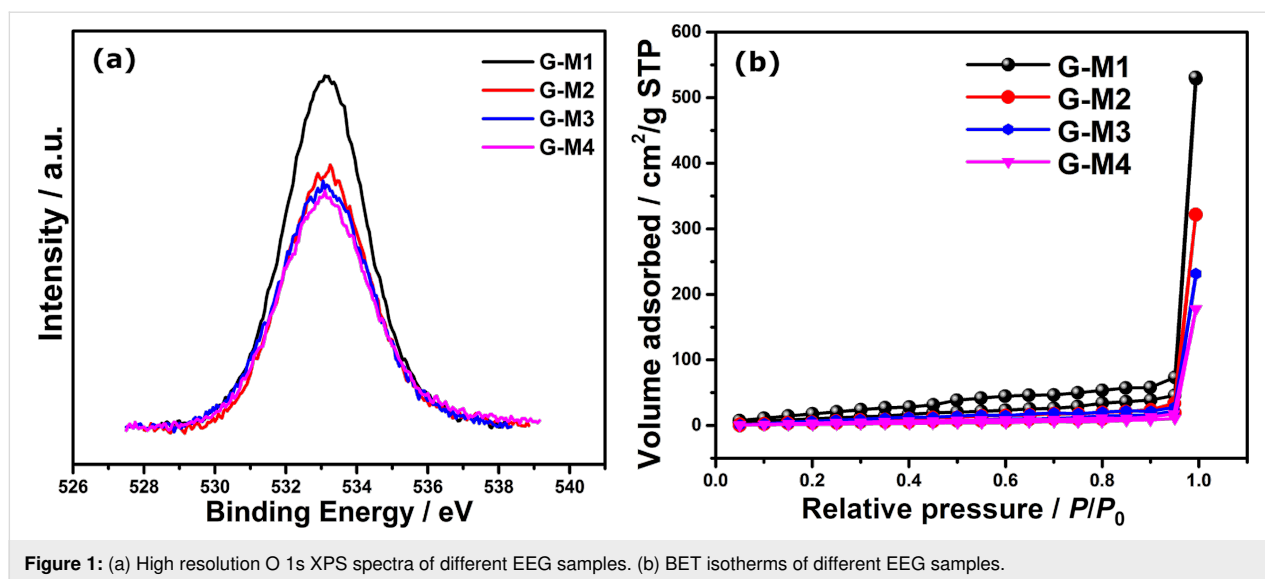 (a)
G-M1
G-M2
G-M3
G-M4
Intensity / a.u.
526 528 530 532 534 536 538 540
Binding Energy / eV
(b)
G-M1
G-M2
G-M3
G-M4
Volume adsorbed / cm²/g STP
600
500
400
300
200
100
0
0.0 0.2 0.4 0.6 0.8 1.0
Relative pressure / P/P₀
Figure 1: (a) High resolution O 1s XPS spectra of different EEG samples. (b) BET isotherms of different EEG samples.